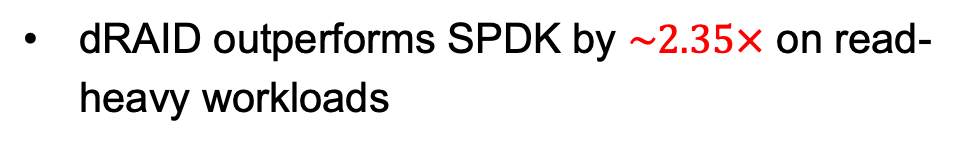 • dRAID outperforms SPDK by ~2.35× on read-
heavy workloads